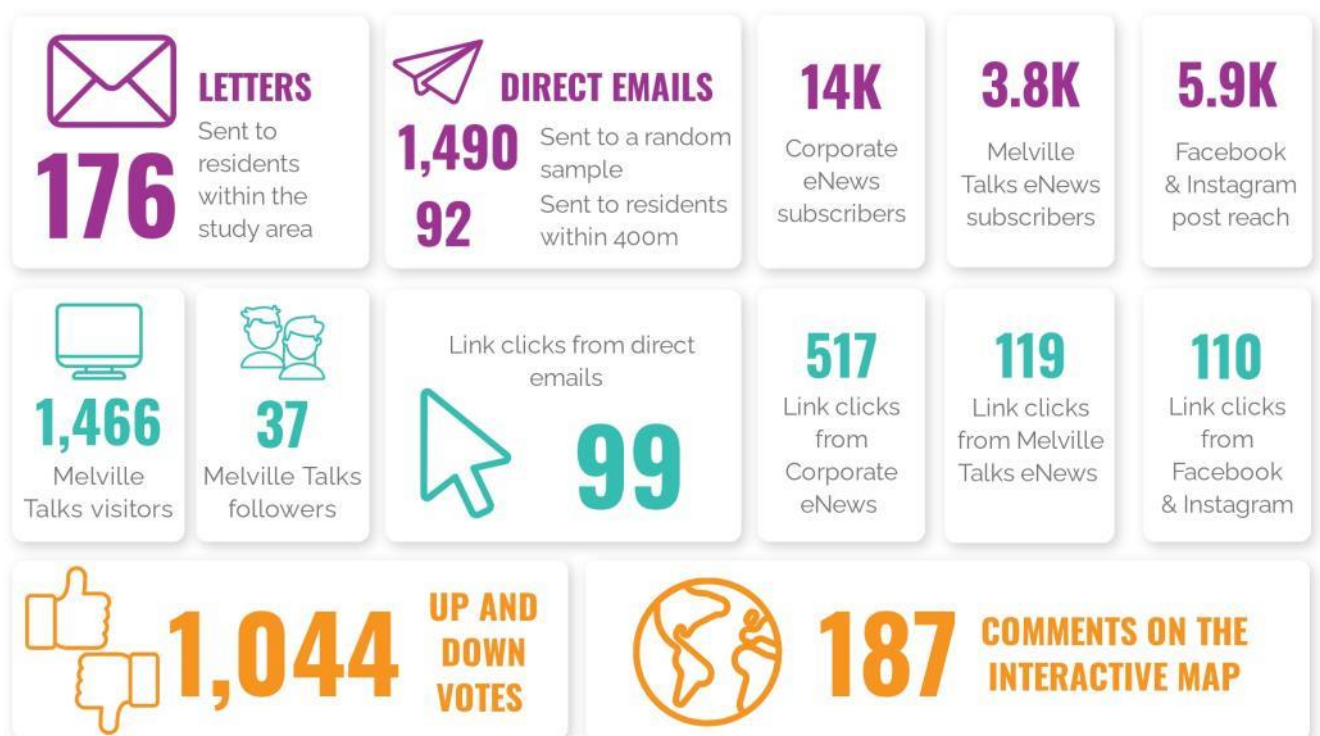 LETTERS
176
Sent to
residents
within the
study area
DIRECT EMAILS
1,490
Sent to a random
sample
92
Sent to residents
within 400m
14K
Corporate
eNews
subscribers
3.8K
Melville
Talks eNews
subscribers
5.9K
Facebook
& Instagram
post reach
1,466
Melville
Talks visitors
37
Melville Talks
followers
Link clicks from direct
emails
99
517
Link clicks
from
Corporate
eNews
119
Link clicks
from Melville
Talks eNews
110
Link clicks
from
Facebook
& Instagram
1,044
UP AND
DOWN
VOTES
187
COMMENTS ON THE
INTERACTIVE MAP